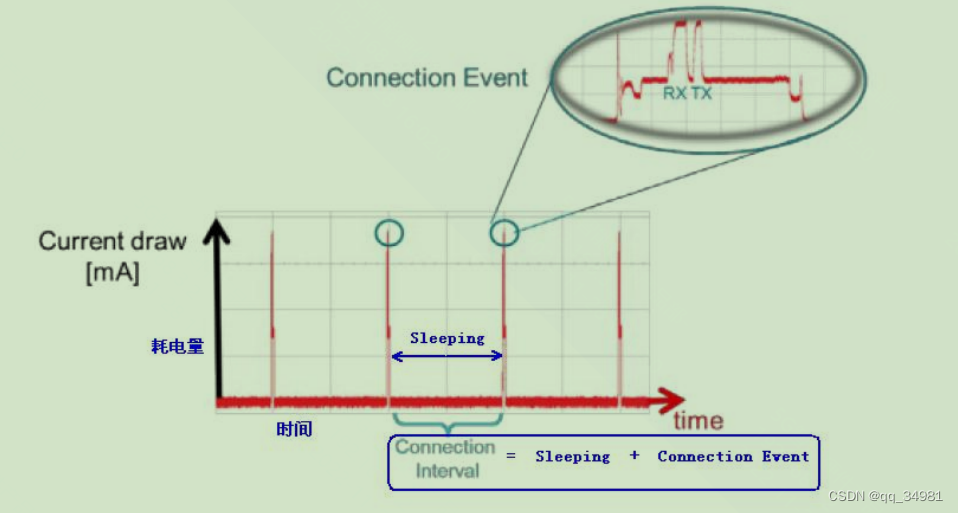 Connection Event
RX TX
Current draw
[mA]
耗电量
Sleeping
时间
time
Connection
Interval
= Sleeping + Connection Event
CSDN @qq_34981